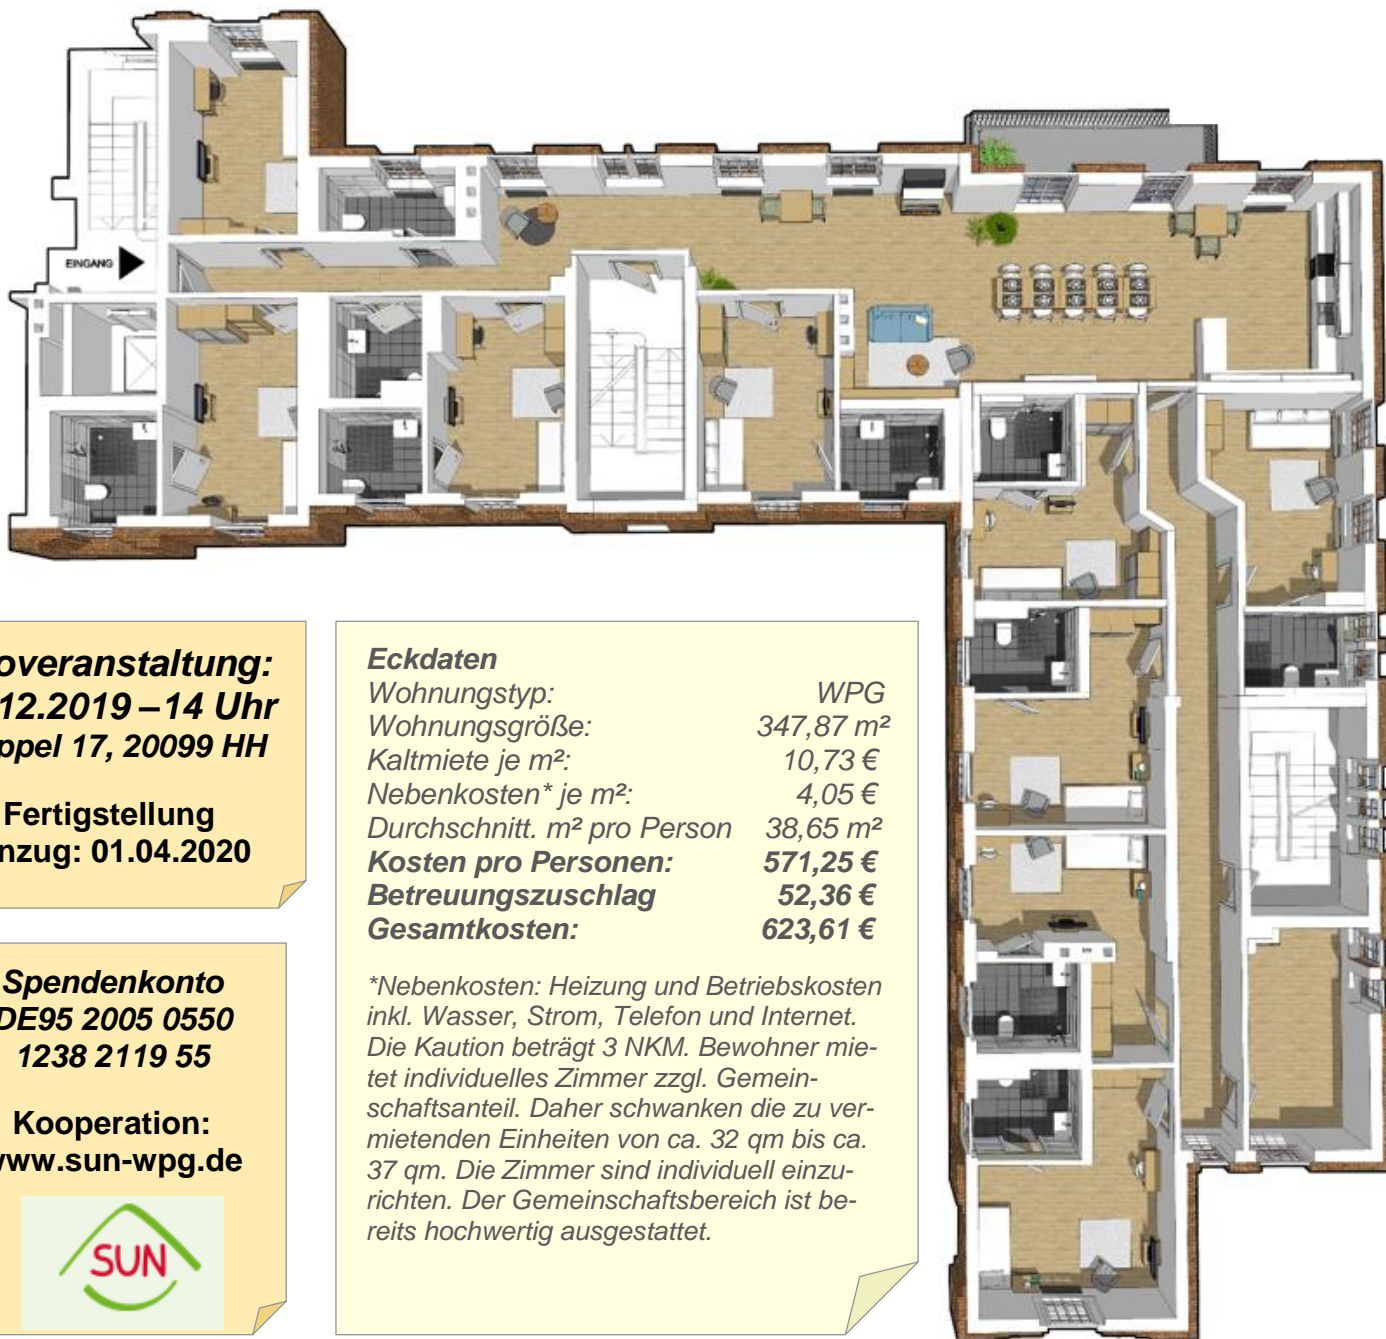 EINGANG
overanstaltung:
12.2019 – 14 Uhr
ppel 17, 20099 HH
Fertigstellung
nzug: 01.04.2020
Spendenkonto
DE95 2005 0550
1238 2119 55
Kooperation:
www.sun-wpg.de
SUN
Eckdaten
Wohnungstyp: WPG
Wohnungsgröße: 347,87 m²
Kaltmiete je m²: 10,73 €
Nebenkosten* je m²: 4,05 €
Durchschnitt. m² pro Person 38,65 m²
Kosten pro Personen: 571,25 €
Betreuungszuschlag 52,36 €
Gesamtkosten: 623,61 €
*Nebenkosten: Heizung und Betriebskosten
inkl. Wasser, Strom, Telefon und Internet.
Die Kaution beträgt 3 NKM. Bewohner mie-
tet individuelles Zimmer zzgl. Gemein-
schaftsanteil. Daher schwanken die zu ver-
mietenden Einheiten von ca. 32 qm bis ca.
37 qm. Die Zimmer sind individuell einzu-
richten. Der Gemeinschaftsbereich ist be-
reits hochwertig ausgestattet.